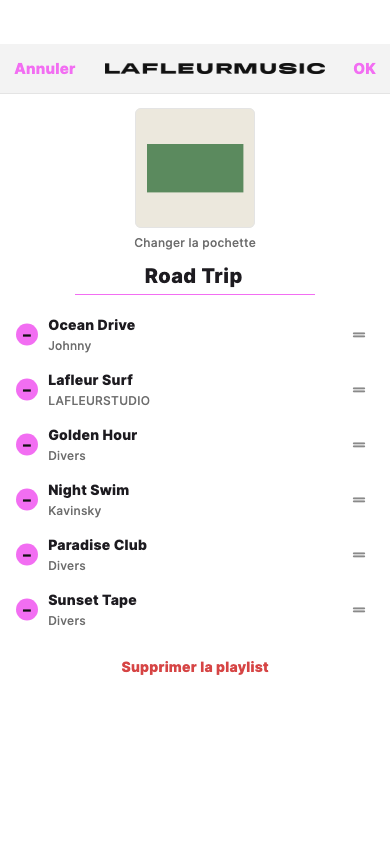 Annuler
LAFLEURMUSIC
OK
Changer la pochette
Road Trip
Ocean Drive
Johnny
Lafleur Surf
LAFLEURSTUDIO
Golden Hour
Divers
Night Swim
Kavinsky
Paradise Club
Divers
Sunset Tape
Divers
Supprimer la playlist